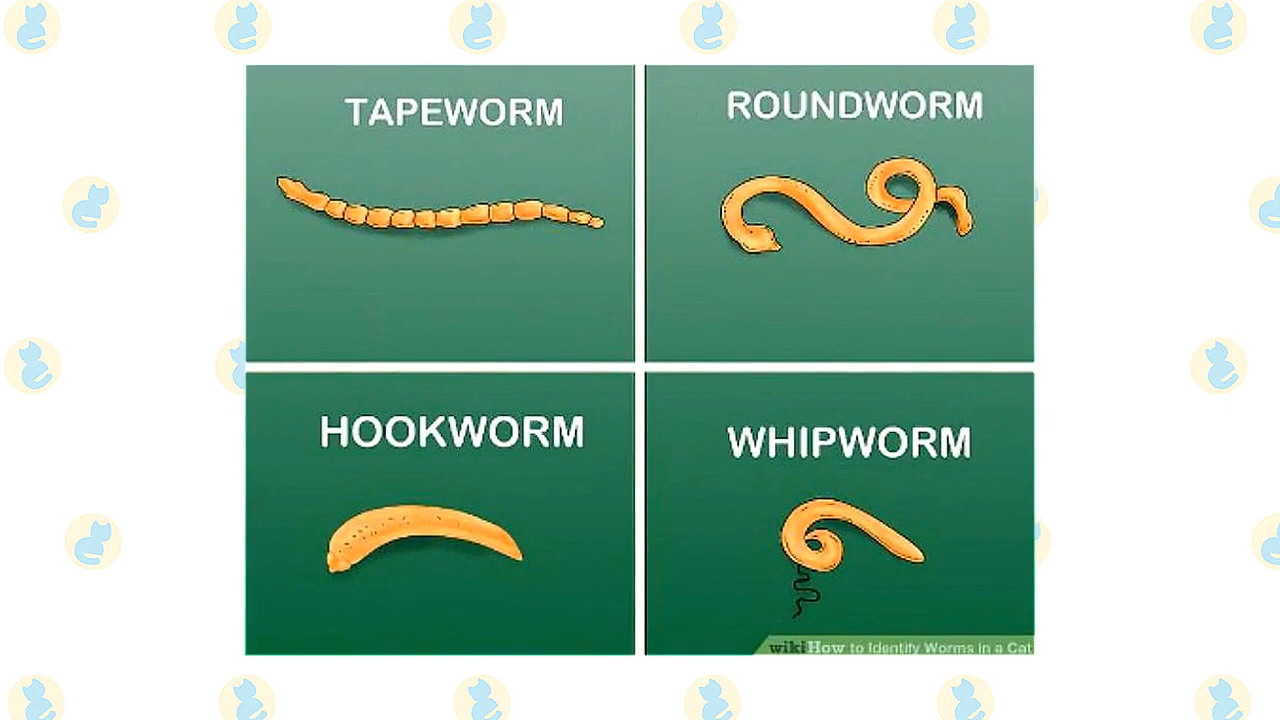 TAPEWORM
ROUNDWORM
HOOKWORM
WHIPWORM
wikiHow to Identify Worms in a Cat